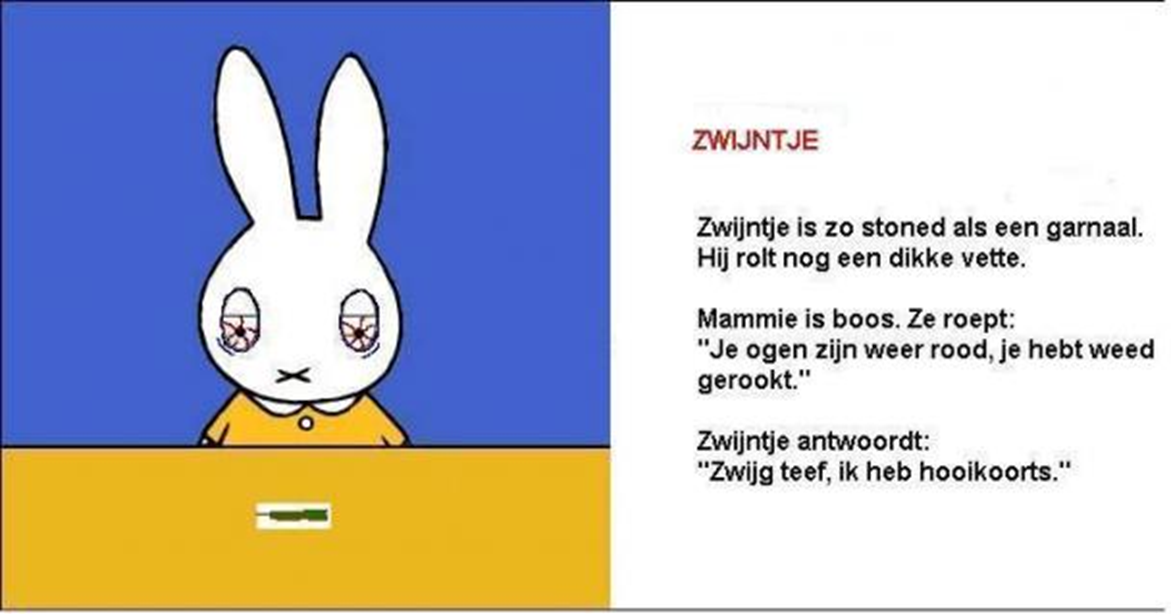 ZWIJNTJE
Zwijntje is zo stoned als een garnaal.
Hij rolt nog een dikke vette.
Mammie is boos. Ze roept:
"Je ogen zijn weer rood, je hebt weed
gerookt."
Zwijntje antwoordt:
"Zwijg teef, ik heb hooikoorts."